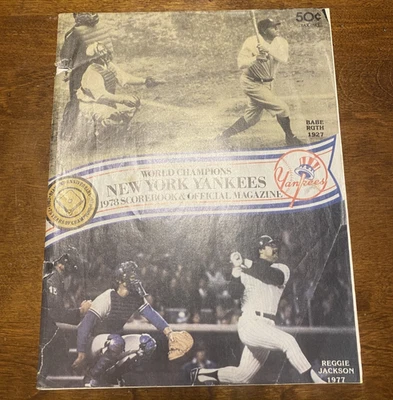 50¢
BABE
RUTH
1927
WORLD CHAMPIONS
NEW YORK YANKEES
1978 SCOREBOOK & OFFICIAL MAGAZINE
Yankees
REGGIE
JACKSON
1977